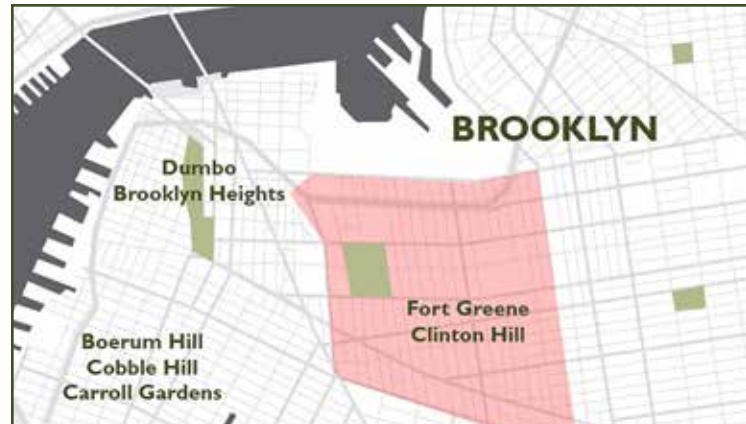 BROOKLYN
Dumbo
Brooklyn Heights
Fort Greene
Clinton Hill
Boerum Hill
Cobble Hill
Carroll Gardens